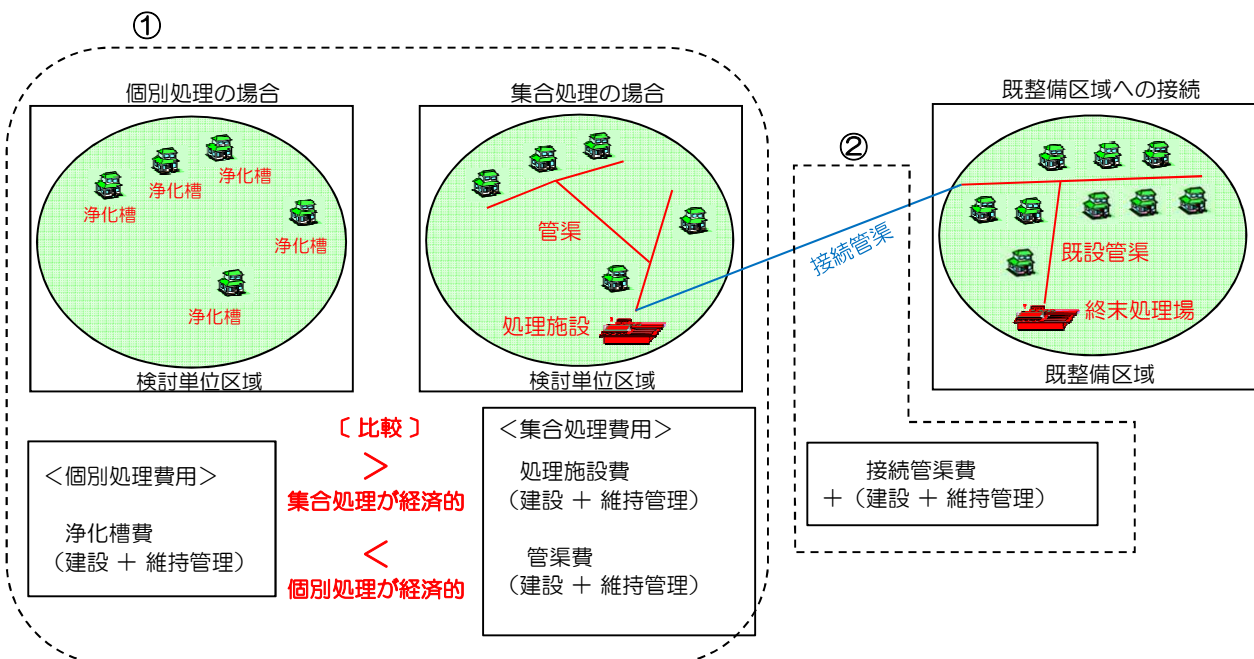 ①
個別処理の場合
浄化槽
浄化槽
浄化槽
浄化槽
浄化槽
検討単位区域
集合処理の場合
管渠
処理施設
検討単位区域
接続管渠
②
既整備区域への接続
既設管渠
終末処理場
既整備区域
＜個別処理費用＞
浄化槽費
（建設 ＋ 維持管理）
〔 比較 〕
＞
集合処理が経済的
＜
個別処理が経済的
＜集合処理費用＞
処理施設費
（建設 ＋ 維持管理）
管渠費
（建設 ＋ 維持管理）
接続管渠費
＋（建設 ＋ 維持管理）